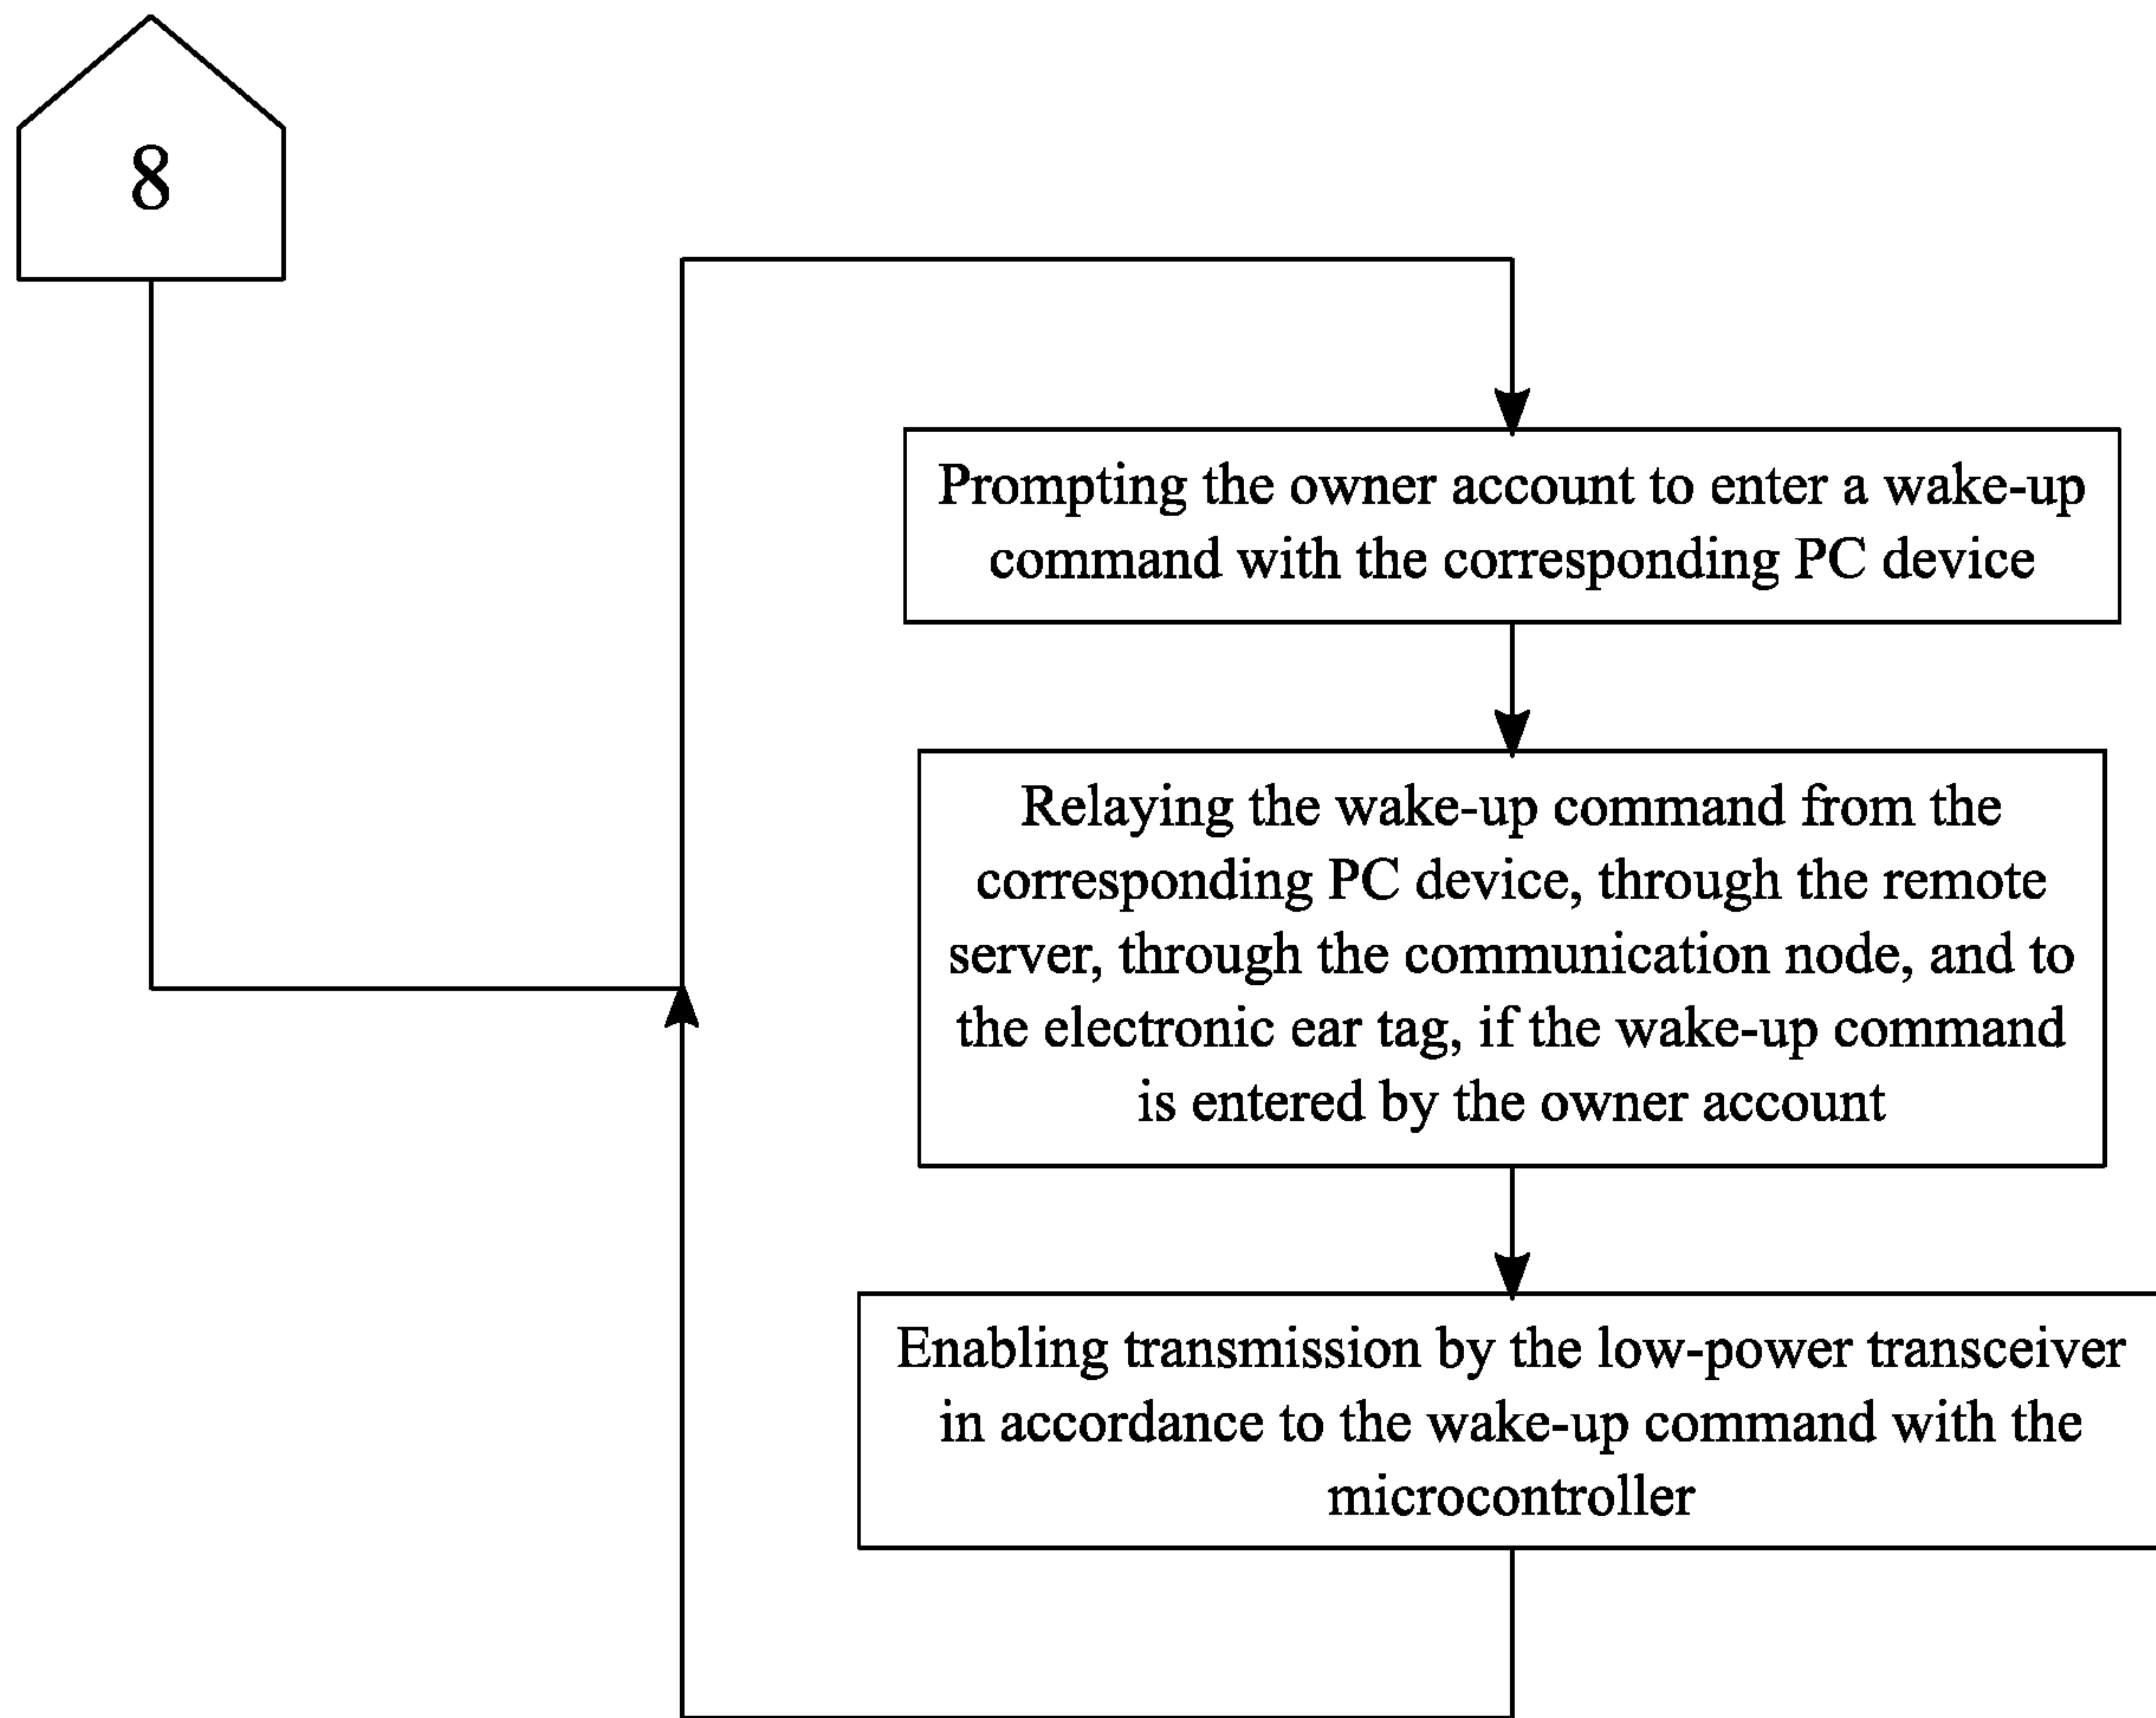 8
Prompting the owner account to enter a wake-up
command with the corresponding PC device
Relaying the wake-up command from the
corresponding PC device, through the remote
server, through the communication node, and to
the electronic ear tag, if the wake-up command
is entered by the owner account
Enabling transmission by the low-power transceiver
in accordance to the wake-up command with the
microcontroller